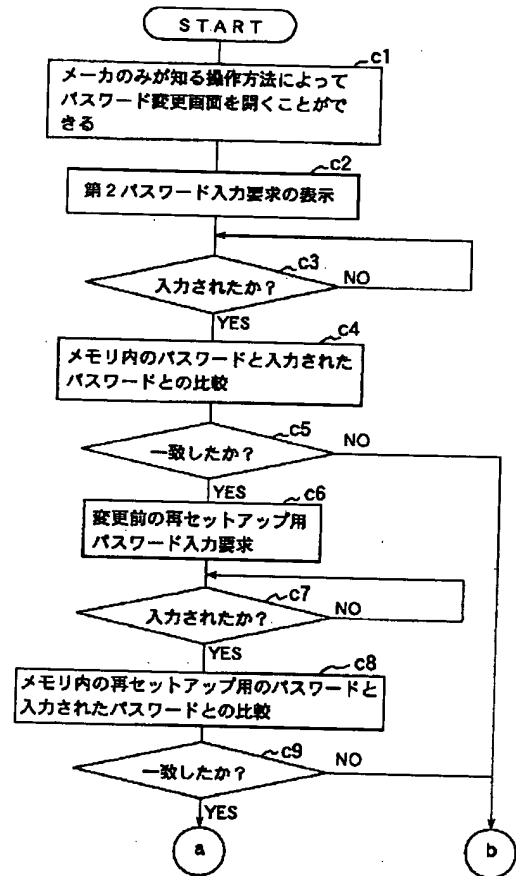 START
c1
メーカのみが知る操作方法によって
パスワード変更画面を開くことがで
きる
c2
第2パスワード入力要求の表示
c3
入力されたか?
NO
YES
c4
メモリ内のパスワードと入力された
パスワードとの比較
c5
一致したか?
NO
YES
c6
変更前の再セットアップ用
パスワード入力要求
c7
入力されたか?
NO
YES
c8
メモリ内の再セットアップ用のパスワードと
入力されたパスワードとの比較
c9
一致したか?
NO
YES
a
b